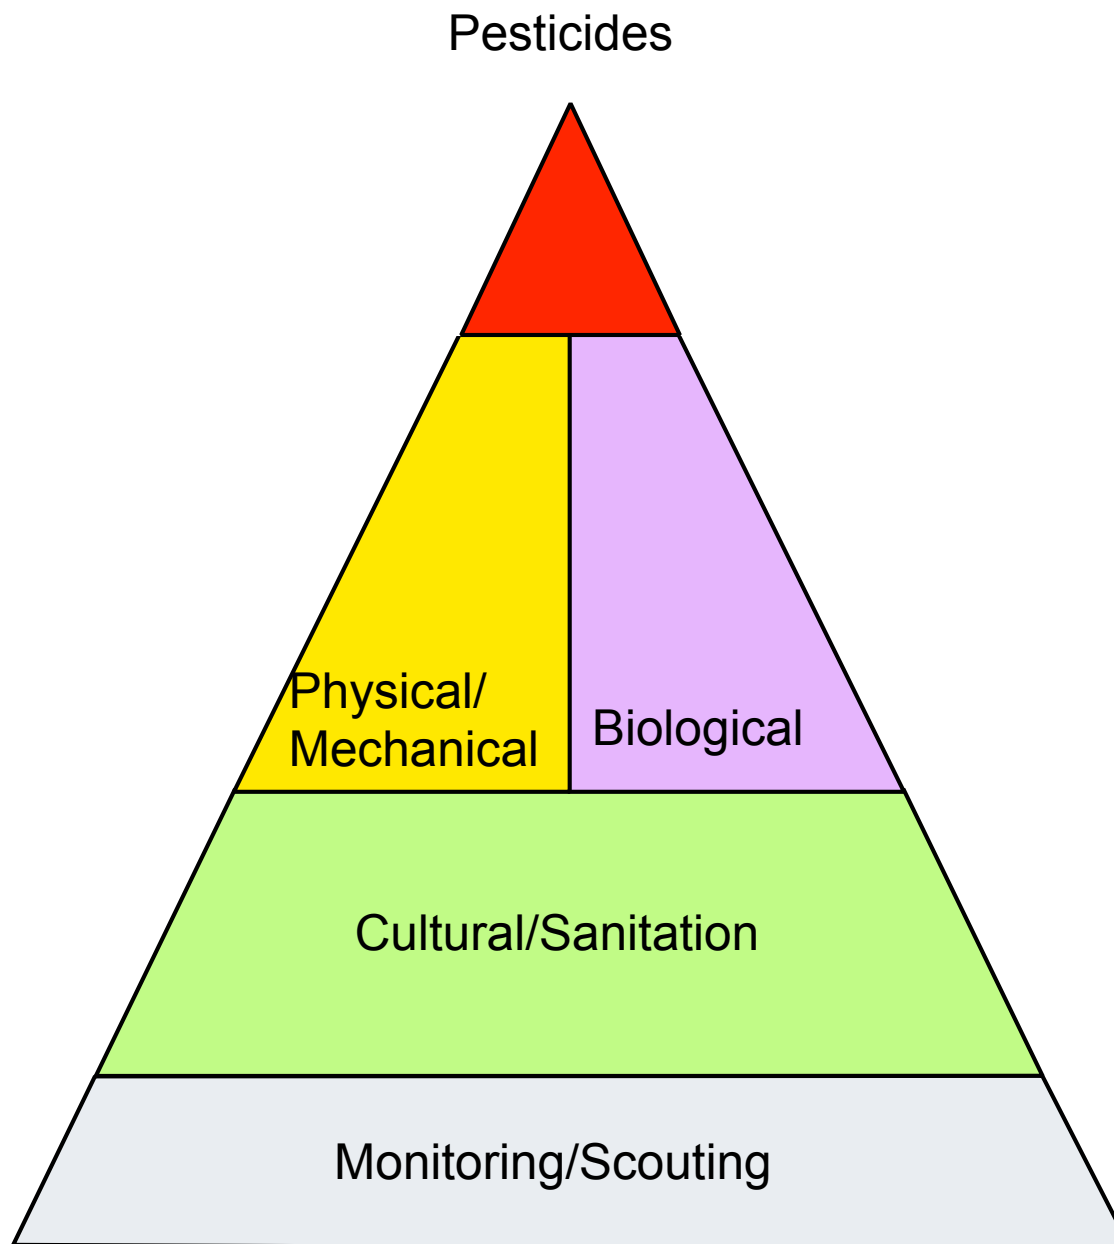 Pesticides
Physical/
Mechanical
Biological
Cultural/Sanitation
Monitoring/Scouting